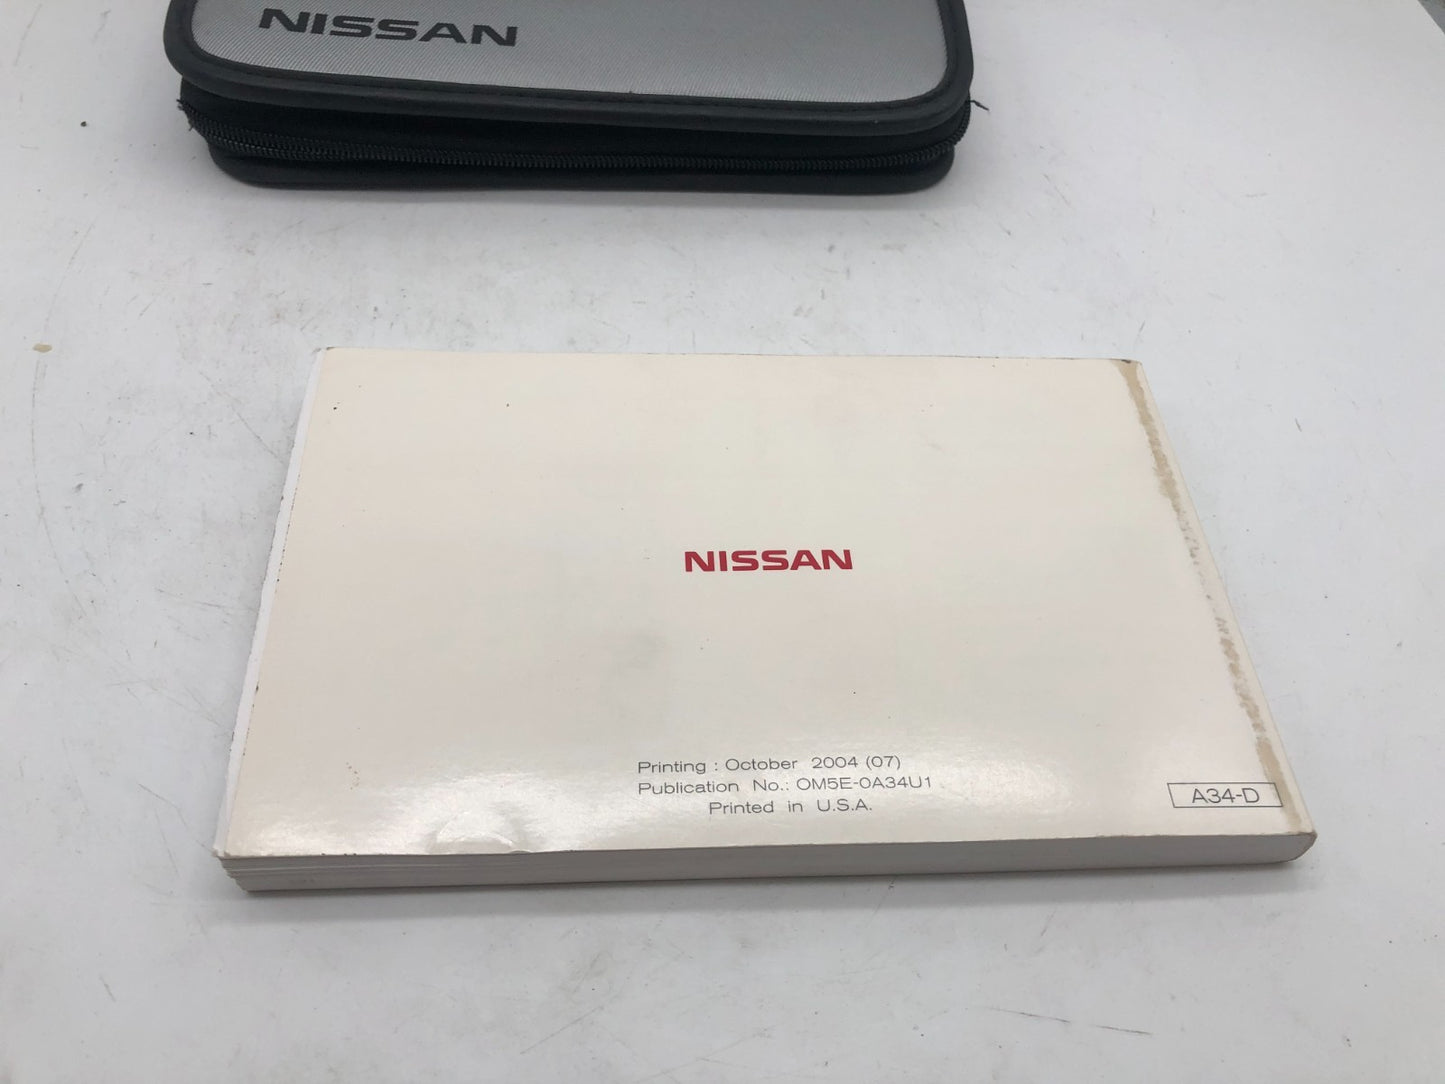 NISSAN
NISSAN
Printing : October 2004 (07)
Publication No.: OM5E-0A34U1
Printed in U.S.A.
A34-D